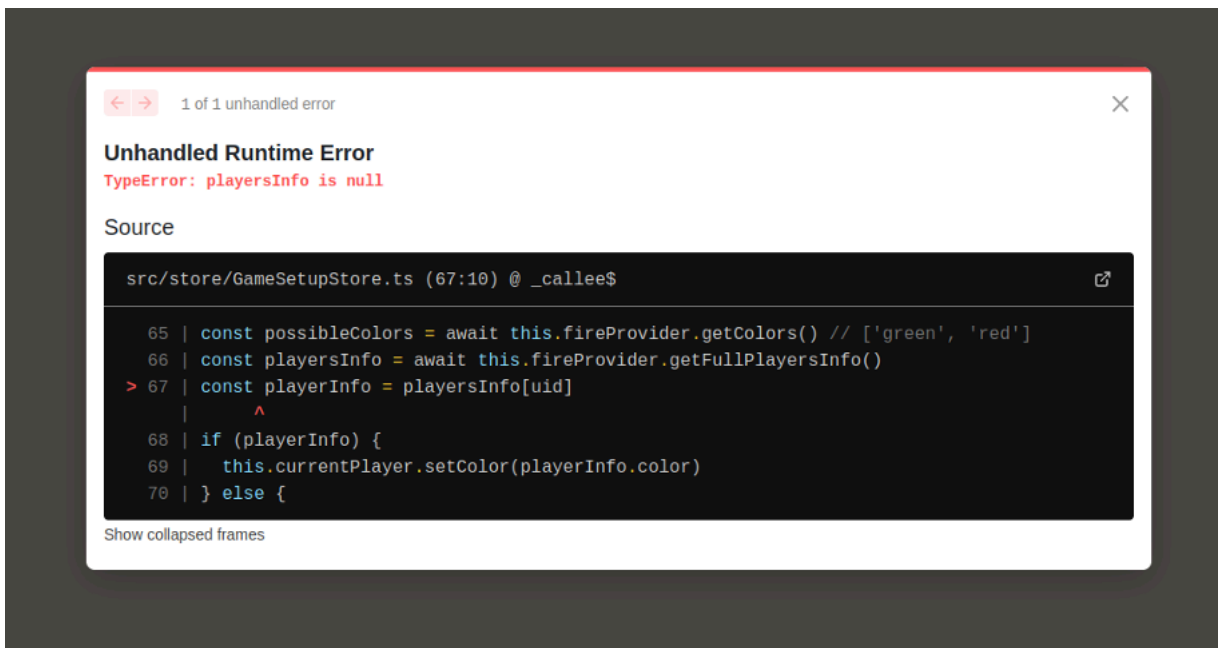 1 of 1 unhandled error
Unhandled Runtime Error
TypeError: playersInfo is null
Source
src/store/GameSetupStore.ts (67:10) @ _callee$
65 | const possibleColors = await this.fireProvider.getColors() // ['green', 'red']
66 | const playersInfo = await this.fireProvider.getFullPlayersInfo()
> 67 | const playerInfo = playersInfo[uid]
| ^
68 | if (playerInfo) {
69 | this.currentPlayer.setColor(playerInfo.color)
70 | } else {
Show collapsed frames